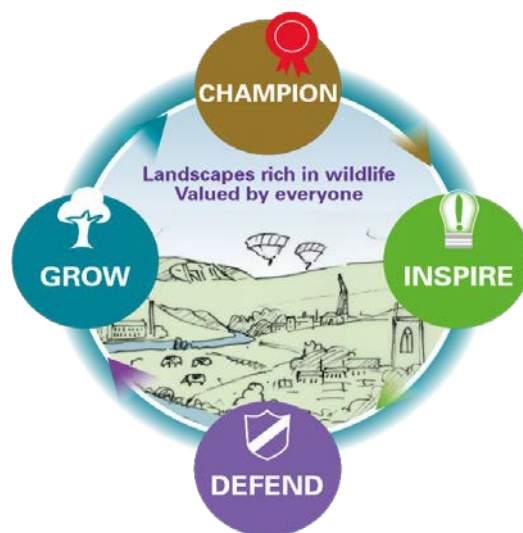 CHAMPION
Landscapes rich in wildlife
Valued by everyone
GROW
INSPIRE
DEFEND